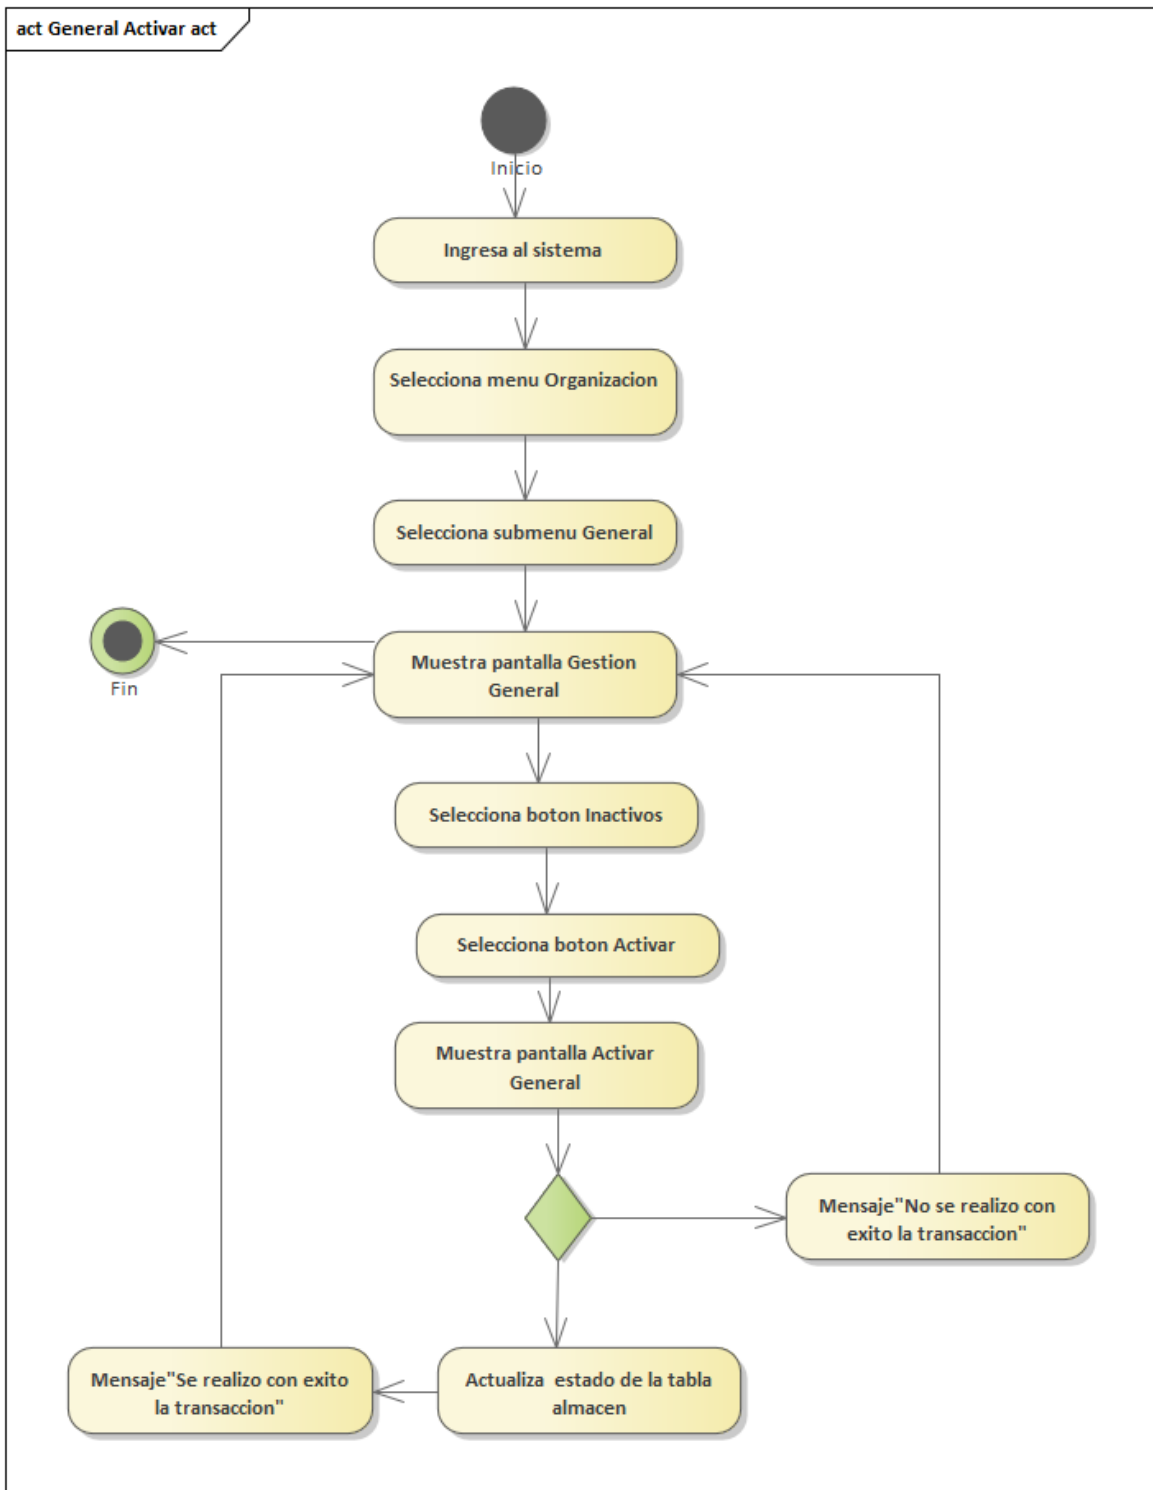 act General Activar act
Inicio
Ingresa al sistema
Selecciona menu Organizacion
Selecciona submenu General
Fin
Muestra pantalla Gestion
General
Selecciona boton Inactivos
Selecciona boton Activar
Muestra pantalla Activar
General
Mensaje"No se realizo con
exito la transaccion"
Mensaje"Se realizo con exito
la transaccion"
Actualiza  estado de la tabla
almacen